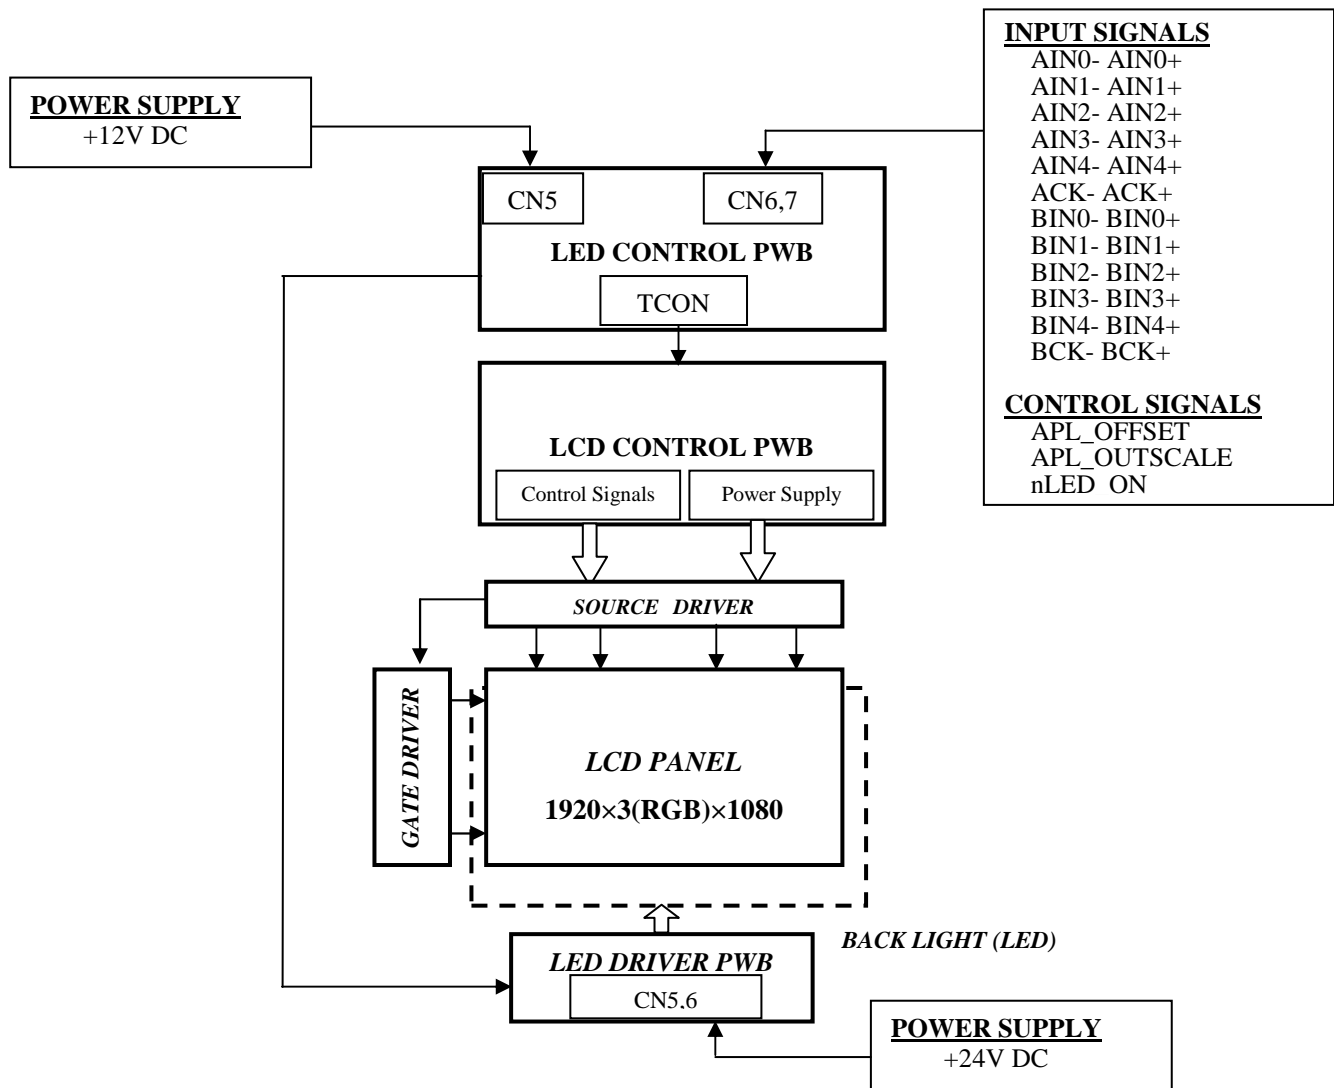 POWER SUPPLY
+12V DC
INPUT SIGNALS
AIN0- AIN0+
AIN1- AIN1+
AIN2- AIN2+
AIN3- AIN3+
AIN4- AIN4+
ACK- ACK+
BIN0- BIN0+
BIN1- BIN1+
BIN2- BIN2+
BIN3- BIN3+
BIN4- BIN4+
BCK- BCK+
CONTROL SIGNALS
APL_OFFSET
APL_OUTSCALE
nLED ON
CN5
CN6,7
LED CONTROL PWB
TCON
LCD CONTROL PWB
Control Signals
Power Supply
SOURCE DRIVER
GATE DRIVER
LCD PANEL
1920×3(RGB)×1080
BACK LIGHT (LED)
LED DRIVER PWB
CN5,6
POWER SUPPLY
+24V DC